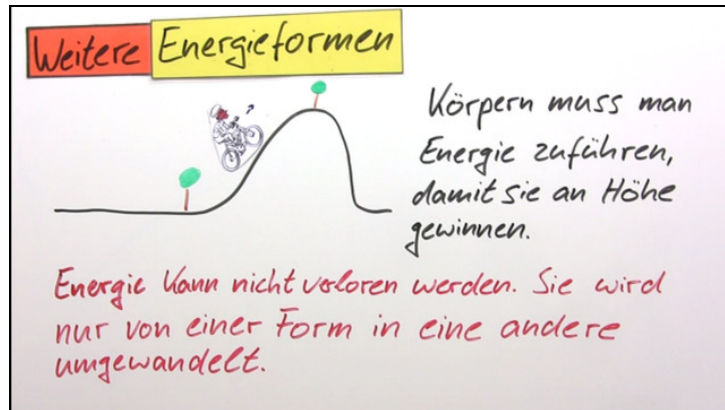 Weitere Energieformen
Körpern muss man
Energie zuführen,
damit sie an Höhe
gewinnen.
Energie kann nicht verloren werden. Sie wird
nur von einer Form in eine andere
umgewandelt.